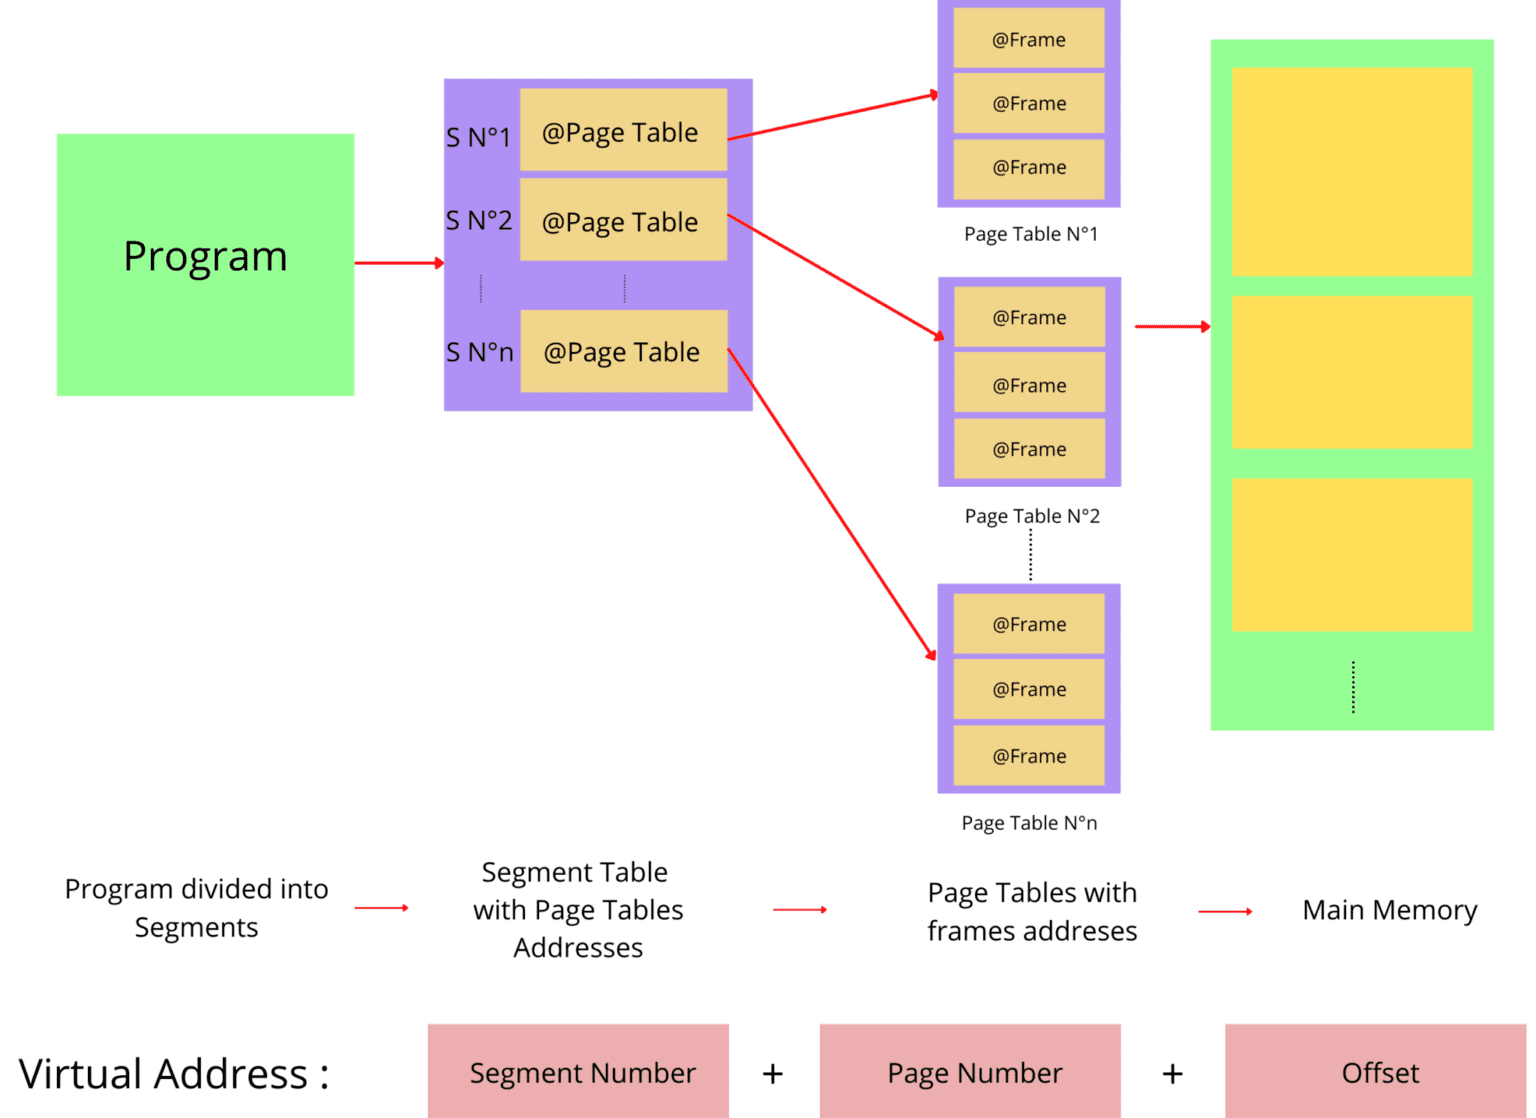 Program
S N°1
@Page Table
S N°2
@Page Table
S N°n
@Page Table
@Frame
@Frame
@Frame
Page Table N°1
@Frame
@Frame
@Frame
Page Table N°2
@Frame
@Frame
@Frame
Page Table N°n
Program divided into
Segments
Segment Table
with Page Tables
Addresses
Page Tables with
frames addreses
Main Memory
Virtual Address :
Segment Number
+
Page Number
+
Offset